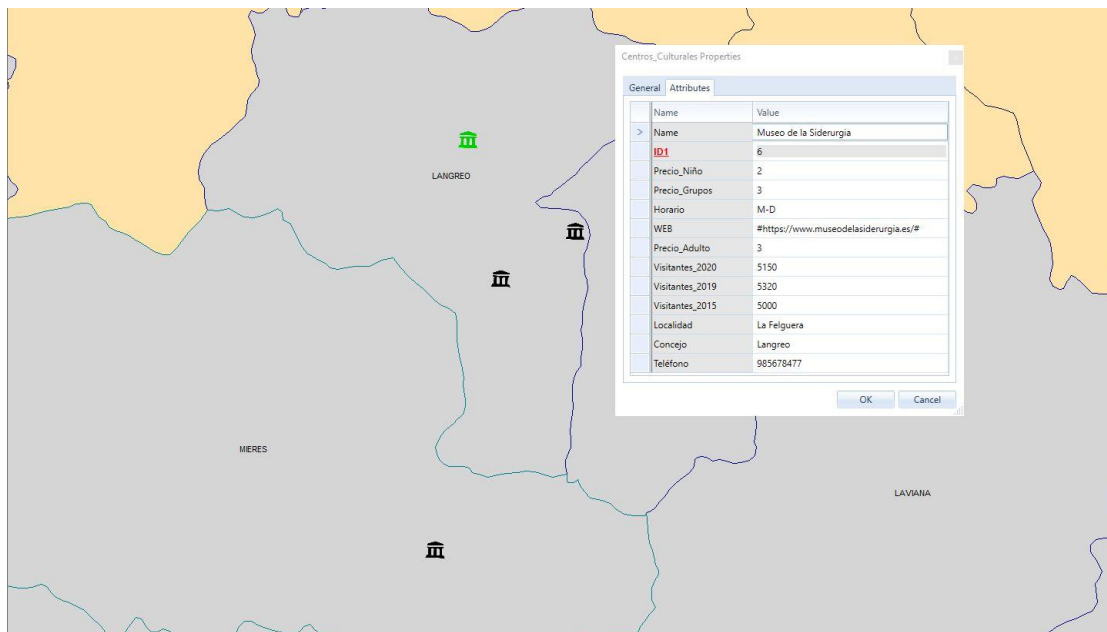 Centros_Culturales Properties
General Attributes
Name Value
> Name Museo de la Siderurgia
ID1 6
Precio_Niño 2
Precio_Grupos 3
Horario M-D
WEB #https://www.museodelasiderurgia.es/#
Precio_Adulto 3
Visitantes_2020 5150
Visitantes_2019 5320
Visitantes_2015 5000
Localidad La Felguera
Concejo Langreo
Teléfono 985678477
OK Cancel
LANGREO
MIERES
LAVIANA